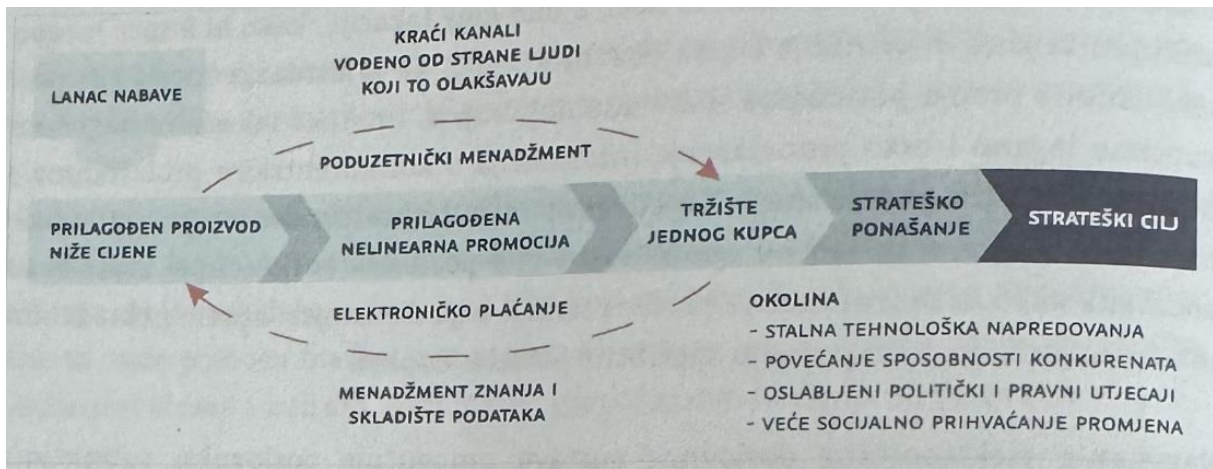 LANAC NABAVE
KRAĆI KANALI
VOĐENO OD STRANE LJUDI
KOJI TO OLAKŠAVAJU
PODUZETNIČKI MENADŽMENT
PRILAGOĐEN PROIZVOD
NIŽE CIJENE
PRILAGOĐENA
NELINEARNA PROMOCIJA
TRŽIŠTE
JEDNOG KUPCA
STRATEŠKO
PONAŠANJE
STRATEŠKI CILJ
ELEKTRONIČKO PLAĆANJE
MENADŽMENT ZNANJA I
SKLADIŠTE PODATAKA
OKOLINA
- STALNA TEHNOLOŠKA NAPREDOVANJA
- POVEĆANJE SPOSOBNOSTI KONKURENATA
- OSLABLJENI POLITIČKI I PRAVNI UTJECAJI
- VEĆE SOCIJALNO PRIHVAĆANJE PROMJENA